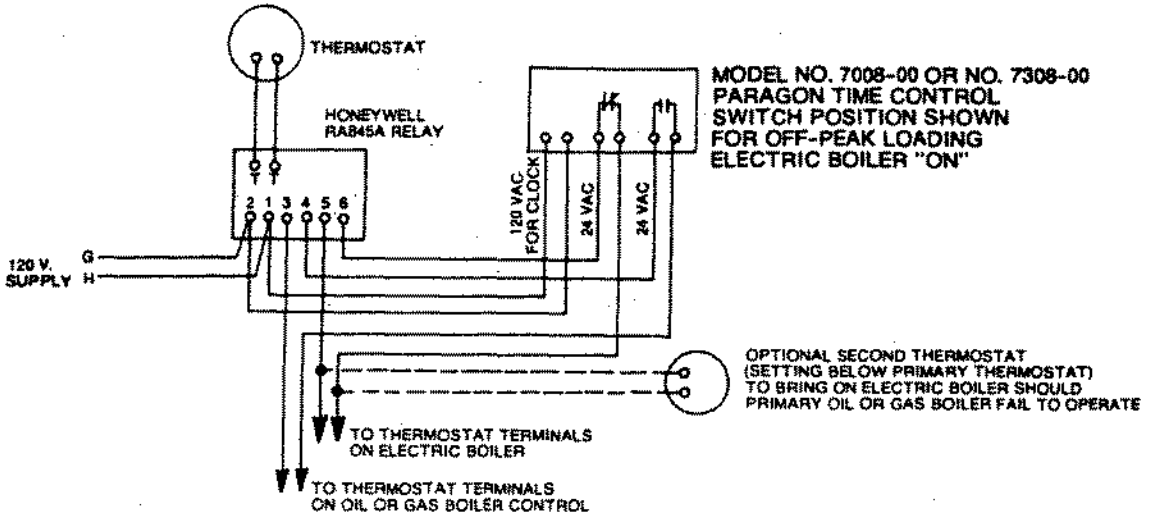 THERMOSTAT
MODEL NO. 7008-00 OR NO. 7308-00
PARAGON TIME CONTROL
SWITCH POSITION SHOWN
FOR OFF-PEAK LOADING
ELECTRIC BOILER "ON"
HONEYWELL
RA845A RELAY
T T
2 1 3 4 5 6
120 VAC
FOR CLOCK
24 VAC
24 VAC
120 V.
SUPPLY
G
H
OPTIONAL SECOND THERMOSTAT
(SETTING BELOW PRIMARY THERMOSTAT)
TO BRING ON ELECTRIC BOILER SHOULD
PRIMARY OIL OR GAS BOILER FAIL TO OPERATE
TO THERMOSTAT TERMINALS
ON ELECTRIC BOILER
TO THERMOSTAT TERMINALS
ON OIL OR GAS BOILER CONTROL